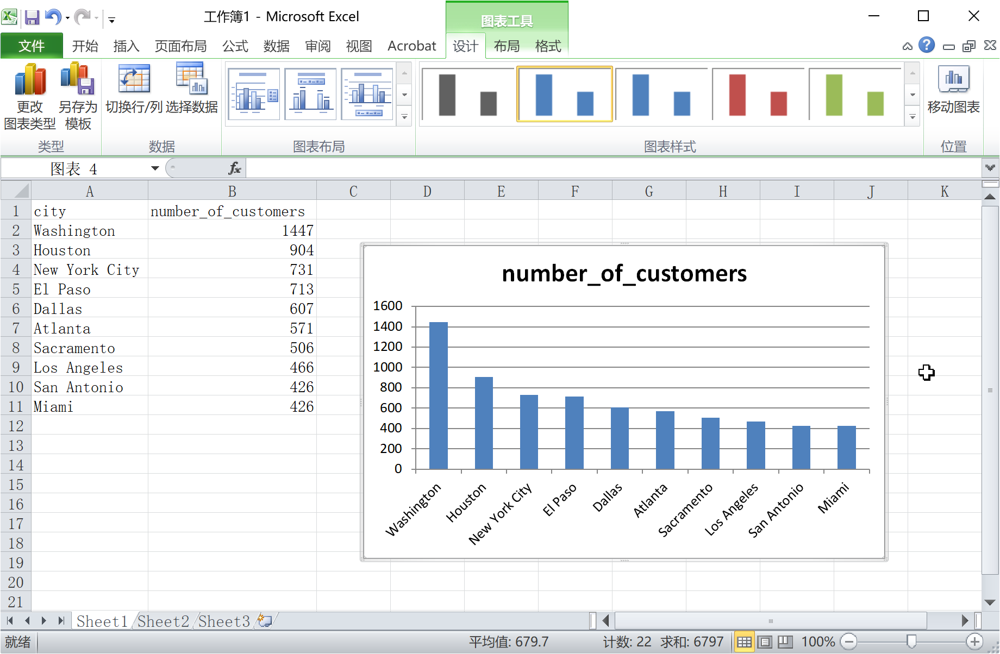 工作簿1 - Microsoft Excel
图表工具
文件 开始 插入 页面布局 公式 数据 审阅 视图 Acrobat 设计 布局 格式
更改
图表类型
另存为
模板
切换行/列
选择数据
移动图表
类型 数据 图表布局 图表样式 位置
图表 4
fx
A B C D E F G H I J K
1 city number_of_customers
2 Washington 1447
3 Houston 904
4 New York City 731
5 El Paso 713
6 Dallas 607
7 Atlanta 571
8 Sacramento 506
9 Los Angeles 466
10 San Antonio 426
11 Miami 426
12
13
14
15
16
17
18
19
20
21
number_of_customers
1600
1400
1200
1000
800
600
400
200
0
Washington
Houston
New York City
El Paso
Dallas
Atlanta
Sacramento
Los Angeles
San Antonio
Miami
Sheet1 Sheet2 Sheet3
就绪 平均值: 679.7 计数: 22 求和: 6797 100%